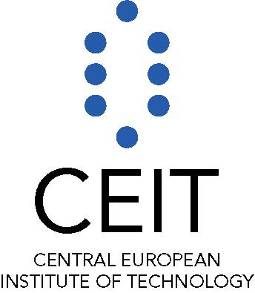 CEIT
CENTRAL EUROPEAN
INSTITUTE OF TECHNOLOGY